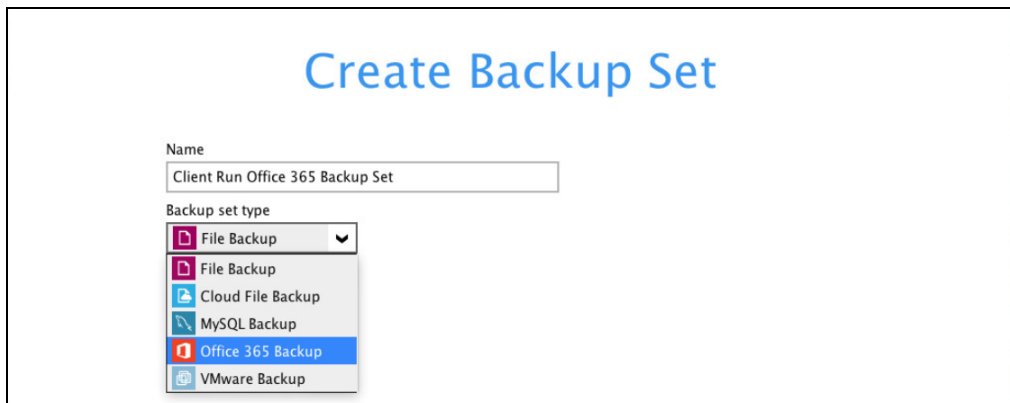 Create Backup Set
Name
Client Run Office 365 Backup Set
Backup set type
File Backup
File Backup
Cloud File Backup
MySQL Backup
Office 365 Backup
VMware Backup